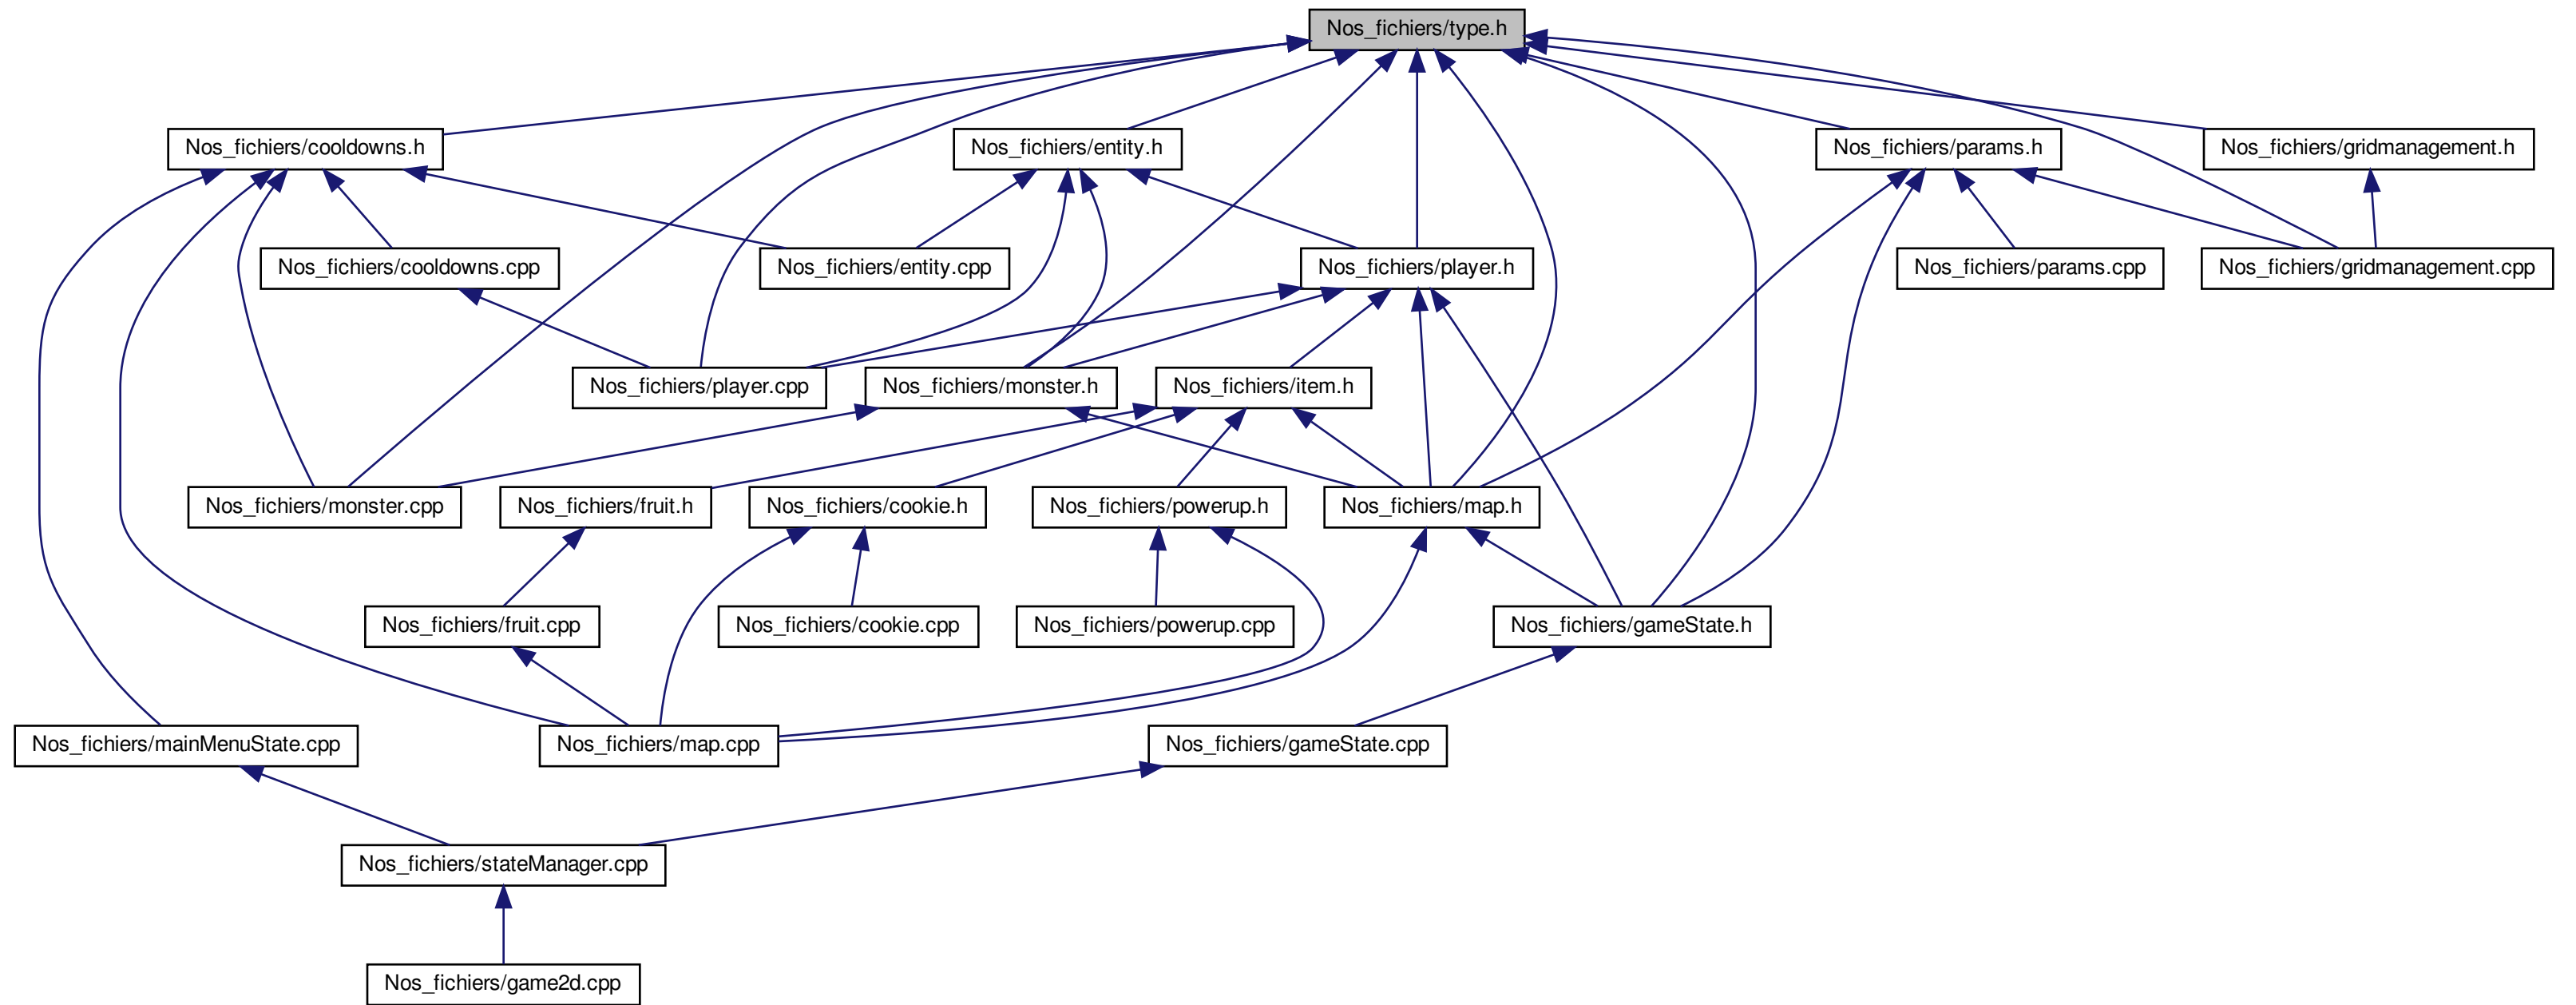 Nos_fichiers/type.h
Nos_fichiers/cooldowns.h
Nos_fichiers/entity.h
Nos_fichiers/params.h
Nos_fichiers/gridmanagement.h
Nos_fichiers/cooldowns.cpp
Nos_fichiers/entity.cpp
Nos_fichiers/player.h
Nos_fichiers/params.cpp
Nos_fichiers/gridmanagement.cpp
Nos_fichiers/player.cpp
Nos_fichiers/monster.h
Nos_fichiers/item.h
Nos_fichiers/monster.cpp
Nos_fichiers/fruit.h
Nos_fichiers/cookie.h
Nos_fichiers/powerup.h
Nos_fichiers/map.h
Nos_fichiers/fruit.cpp
Nos_fichiers/cookie.cpp
Nos_fichiers/powerup.cpp
Nos_fichiers/gameState.h
Nos_fichiers/mainMenuState.cpp
Nos_fichiers/map.cpp
Nos_fichiers/gameState.cpp
Nos_fichiers/stateManager.cpp
Nos_fichiers/game2d.cpp